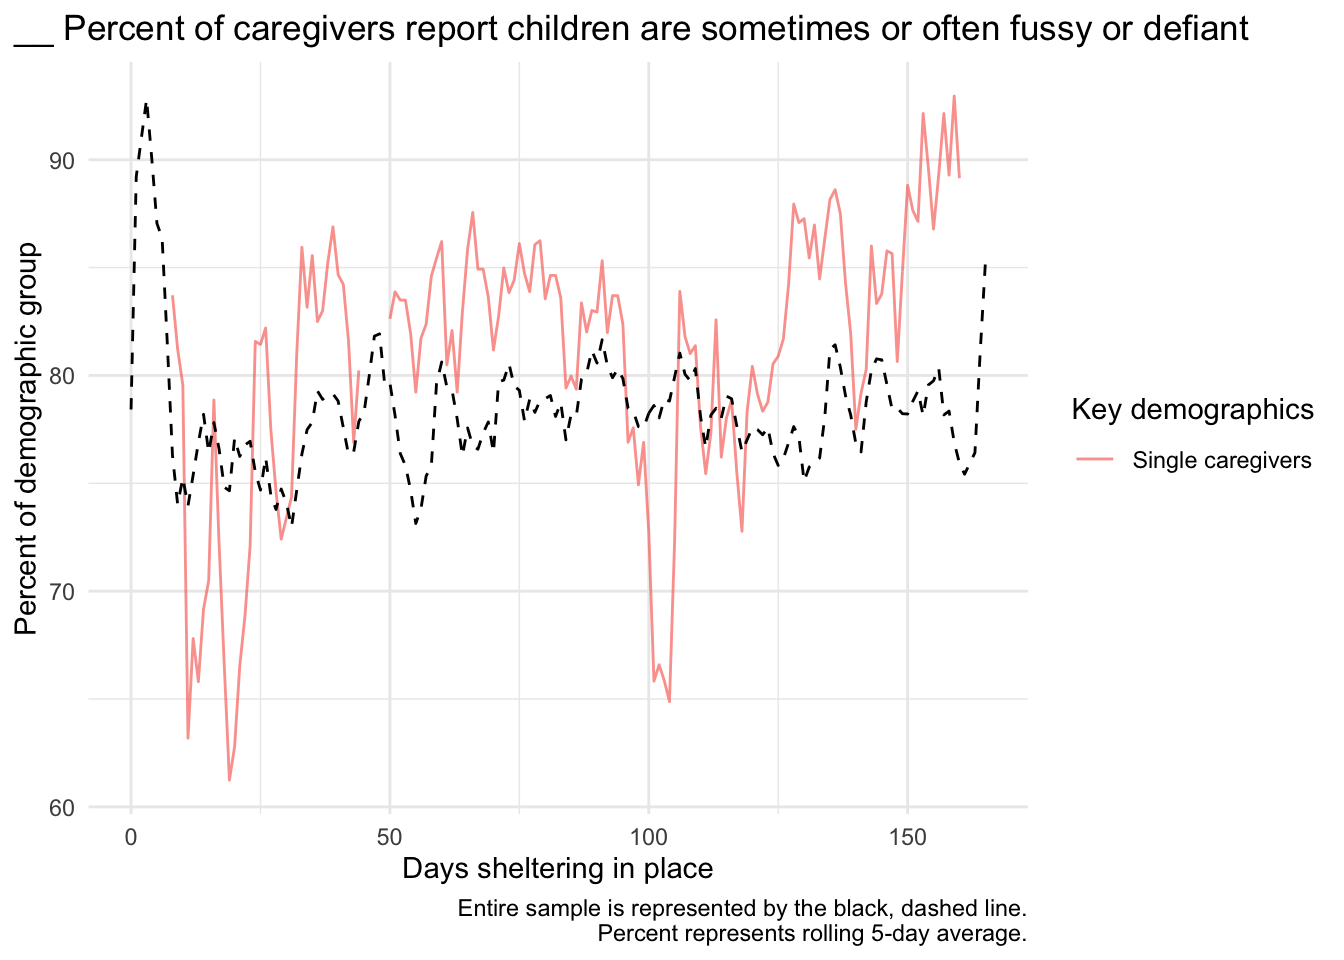 __ Percent of caregivers report children are sometimes or often fussy or defiant
Percent of demographic group
90
80
70
60
0
50
100
150
Days sheltering in place
Key demographics
Single caregivers
Entire sample is represented by the black, dashed line.
Percent represents rolling 5-day average.